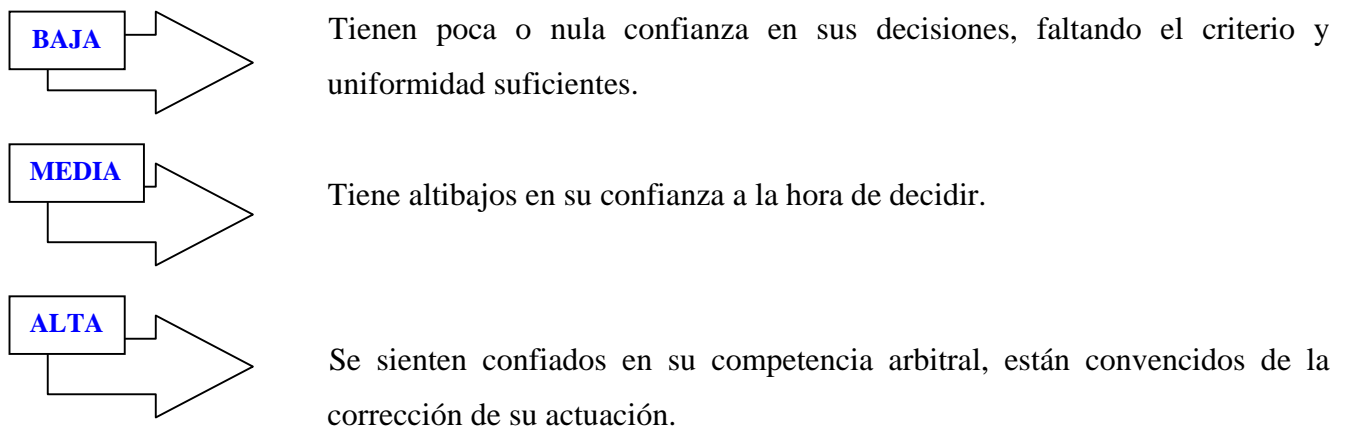 BAJA
Tienen poca o nula confianza en sus decisiones, faltando el criterio y
uniformidad suficientes.
MEDIA
Tiene altibajos en su confianza a la hora de decidir.
ALTA
Se sienten confiados en su competencia arbitral, están convencidos de la
corrección de su actuación.